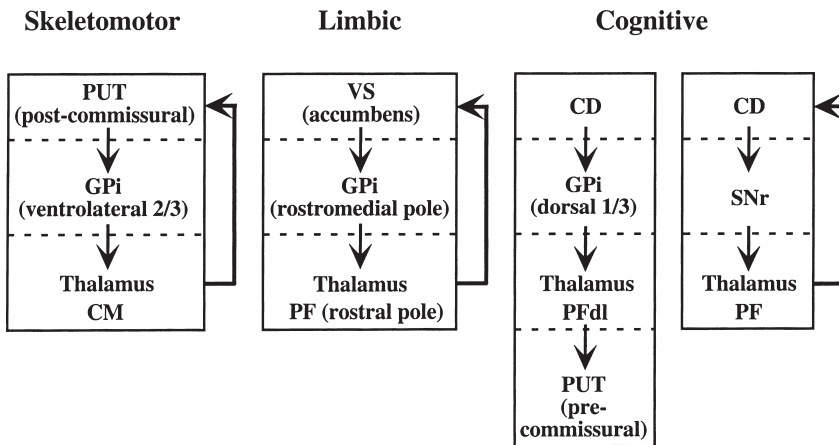 Skeletomotor
Limbic
Cognitive
PUT
(post-commissural)
GPi
(ventrolateral 2/3)
Thalamus
CM
VS
(accumbens)
GPi
(rostromedial pole)
Thalamus
PF (rostral pole)
CD
GPi
(dorsal 1/3)
Thalamus
PFdl
PUT
(pre-
commissural)
CD
SNr
Thalamus
PF